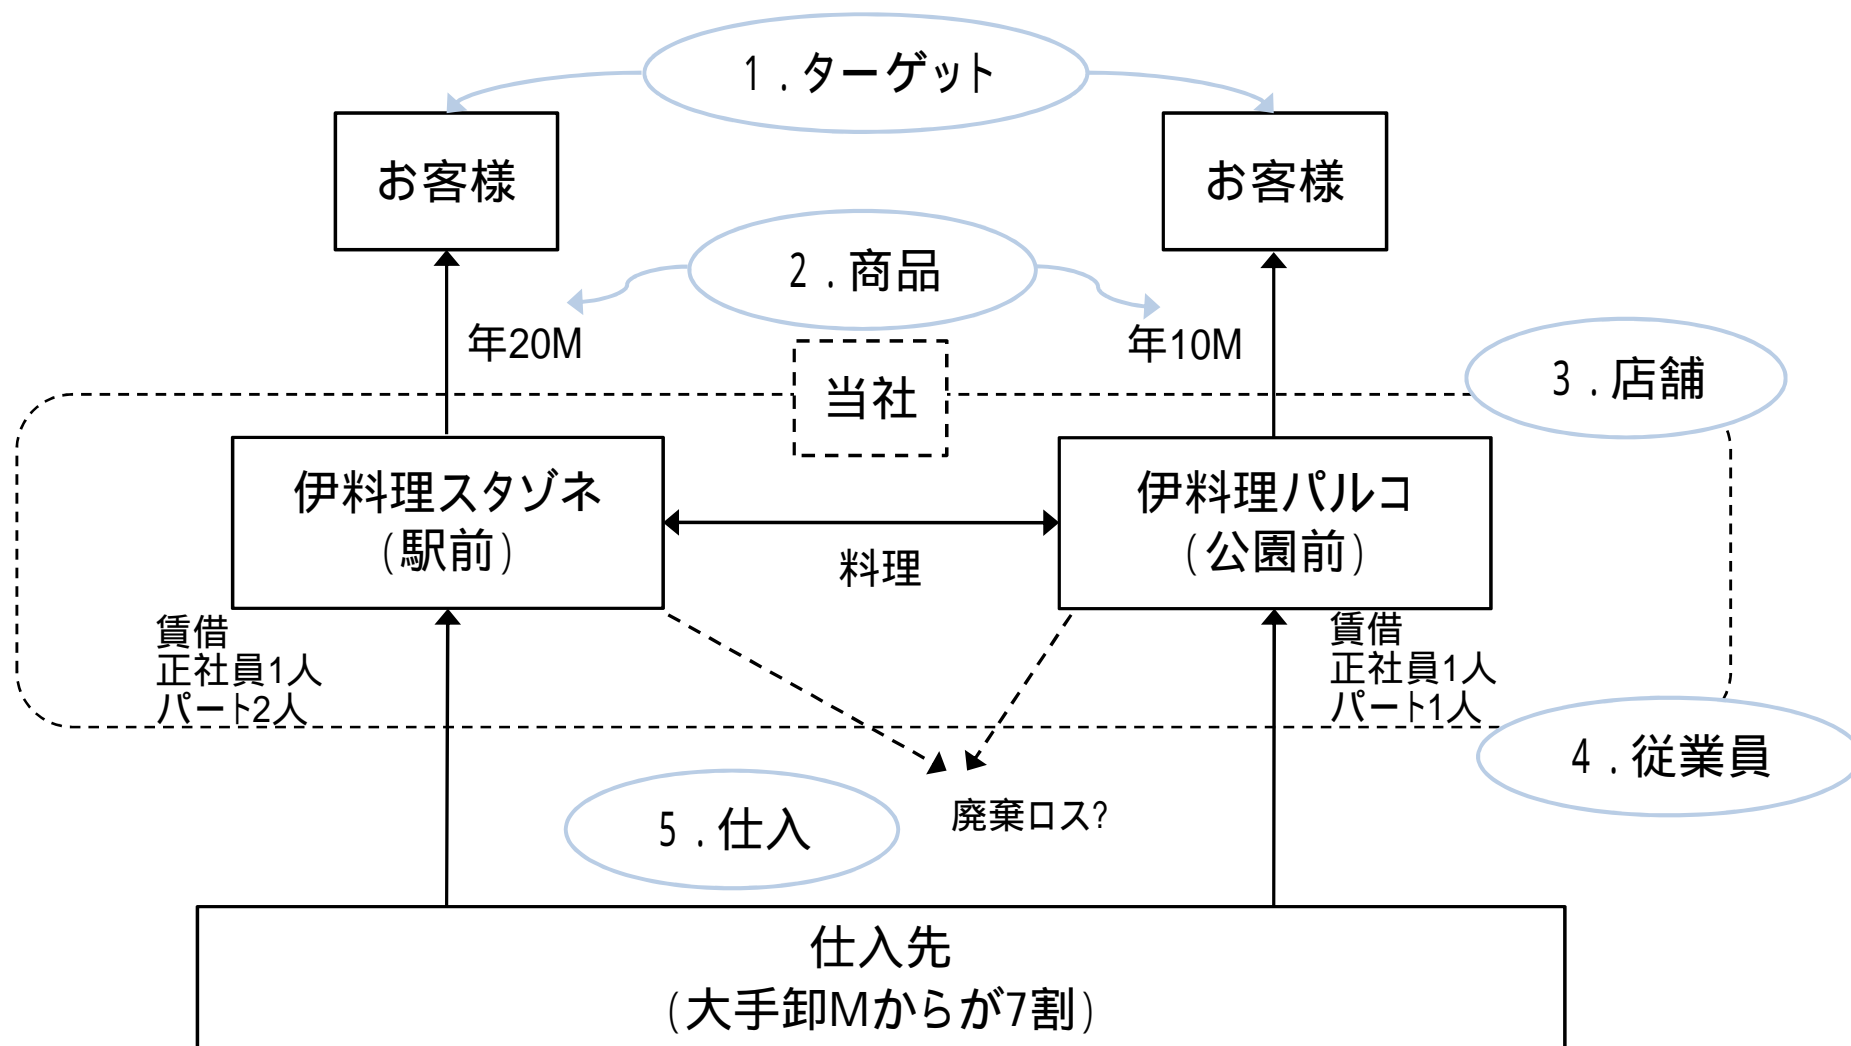 1．ターゲット
お客様
お客様
2．商品
年20M
年10M
当社
3．店舗
伊料理スタゾネ
（駅前）
伊料理パルコ
（公園前）
料理
賃借
正社員1人
パート2人
賃借
正社員1人
パート1人
4．従業員
5．仕入
廃棄ロス?
仕入先
（大手卸Mからが7割）